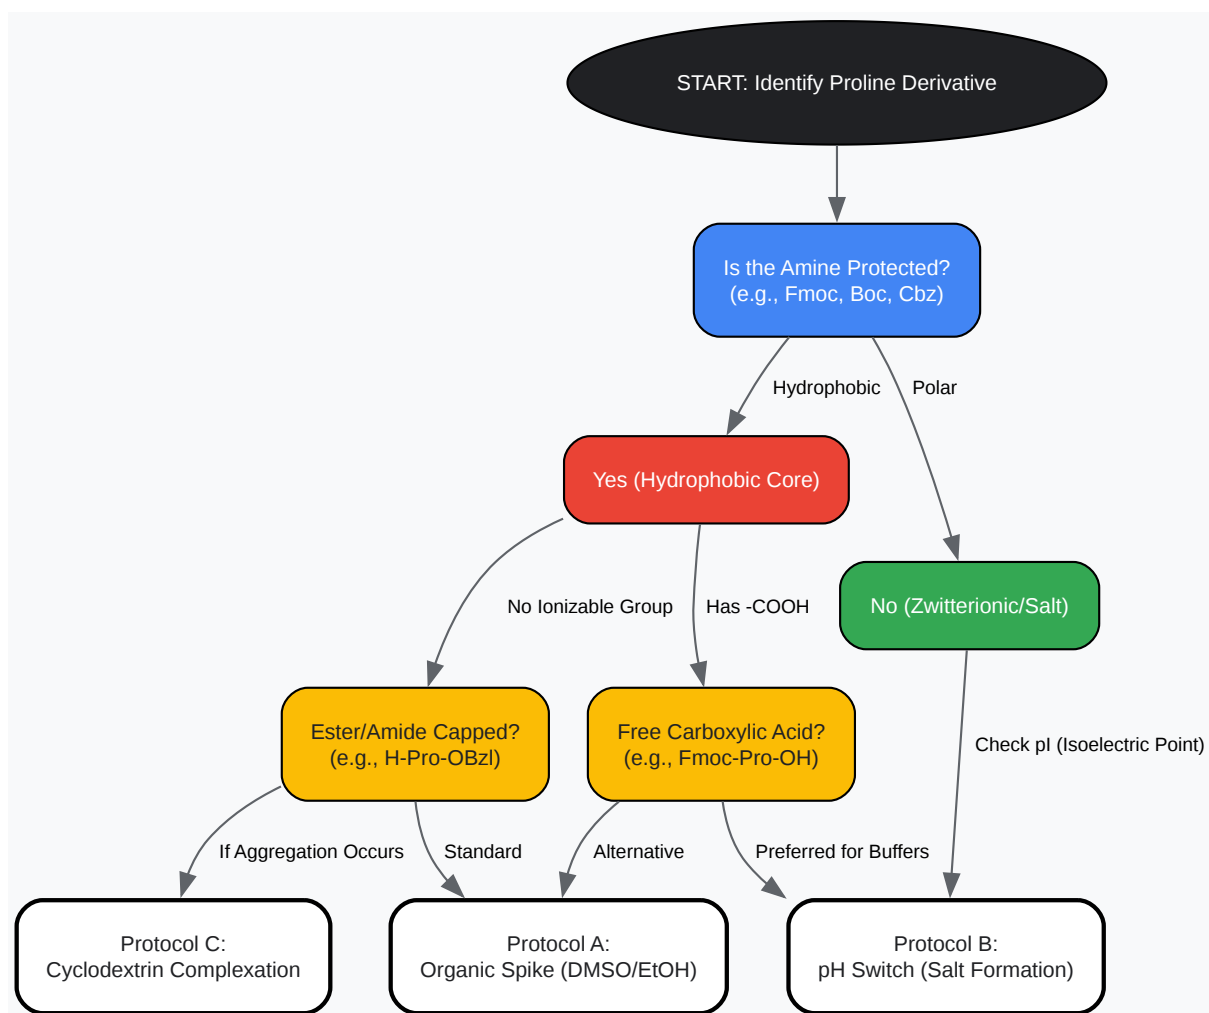 START: Identify Proline Derivative
Is the Amine Protected?
(e.g., Fmoc, Boc, Cbz)
Hydrophobic
Polar
Yes (Hydrophobic Core)
No Ionizable Group
Has -COOH
No (Zwitterionic/Salt)
Ester/Amide Capped?
(e.g., H-Pro-OBzl)
Free Carboxylic Acid?
(e.g., Fmoc-Pro-OH)
Check pI (Isoelectric Point)
If Aggregation Occurs
Standard
Alternative
Preferred for Buffers
Protocol C:
Cyclodextrin Complexation
Protocol A:
Organic Spike (DMSO/EtOH)
Protocol B:
pH Switch (Salt Formation)